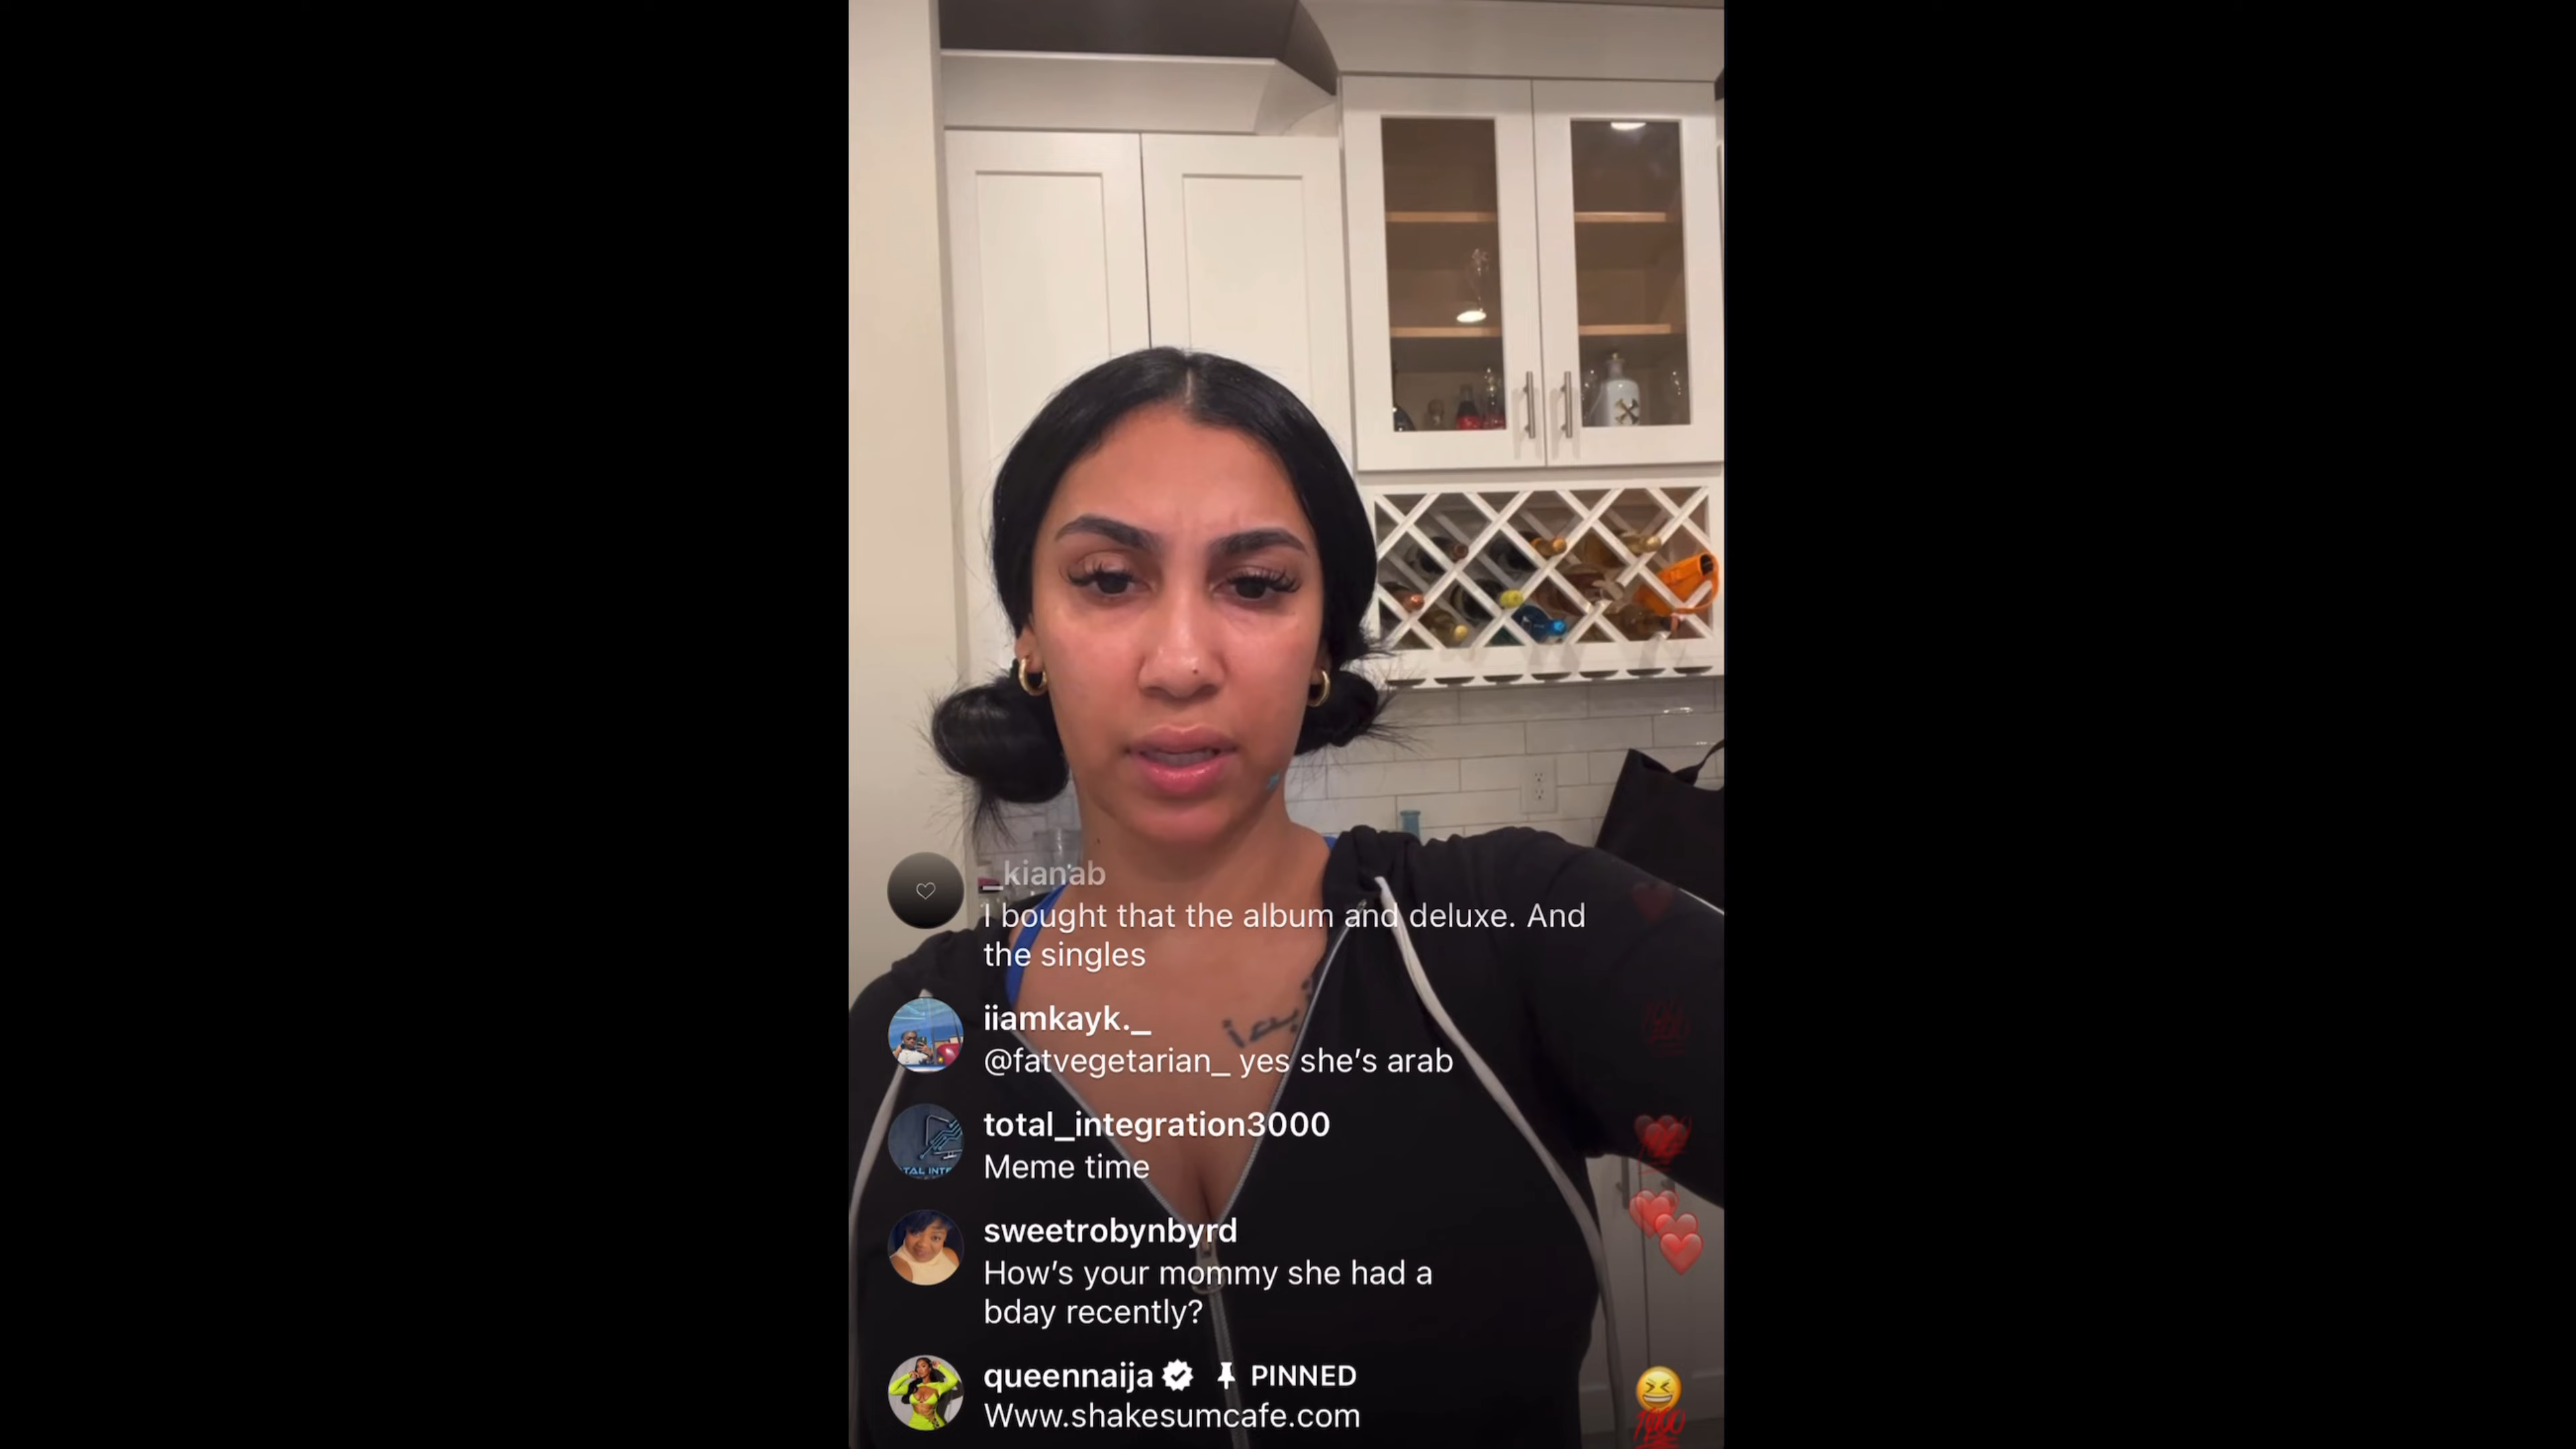 _kianab
I bought that the album and deluxe. And
the singles
iiamkayk._
@fatvegetarian_ yes she’s arab
total_integration3000
Meme time
sweetrobynbyrd
How’s your mommy she had a
bday recently?
queennaija PINNED
Www.shakesumcafe.com